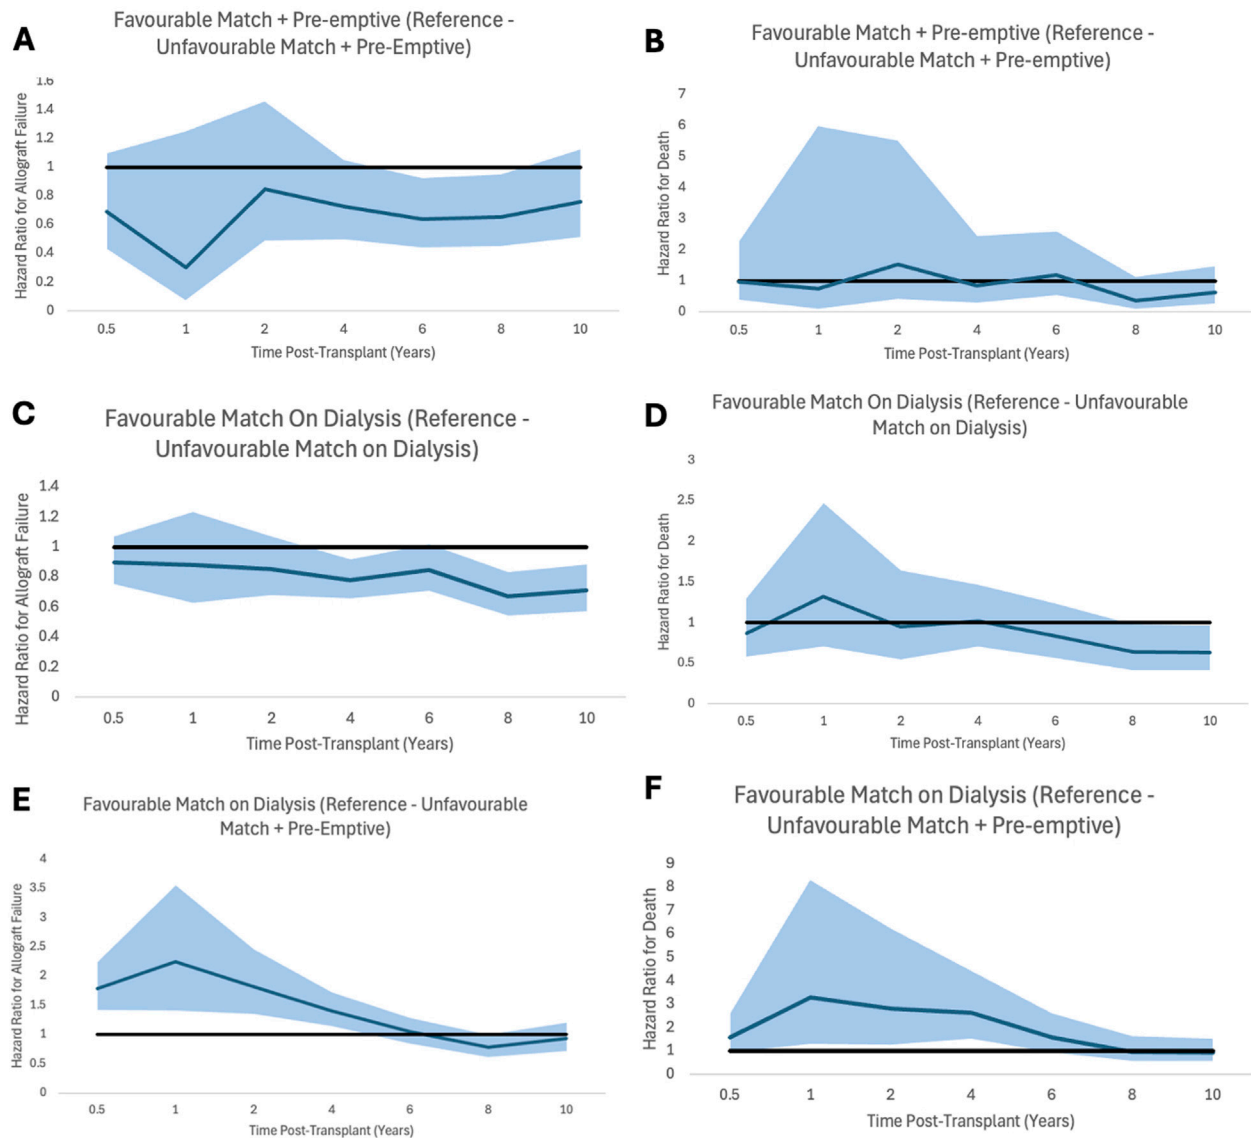 A
Favourable Match + Pre-emptive (Reference -
Unfavourable Match + Pre-Emptive)
Hazard Ratio for Allograft Failure
1.6
1.4
1.2
1
0.8
0.6
0.4
0.2
0
0.5 1 2 4 6 8 10
Time Post-Transplant (Years)
B
Favourable Match + Pre-emptive (Reference -
Unfavourable Match + Pre-emptive)
Hazard Ratio for Death
7
6
5
4
3
2
1
0
0.5 1 2 4 6 8 10
Time Post-Transplant (Years)
C
Favourable Match On Dialysis (Reference -
Unfavourable Match on Dialysis)
Hazard Ratio for Allograft Failure
1.4
1.2
1
0.8
0.6
0.4
0.2
0
0.5 1 2 4 6 8 10
Time Post-Transplant (Years)
D
Favourable Match On Dialysis (Reference - Unfavourable
Match on Dialysis)
Hazard Ratio for Death
3
2.5
2
1.5
1
0.5
0
0.5 1 2 4 6 8 10
Time Post-Transplant (Years)
E
Favourable Match on Dialysis (Reference - Unfavourable
Match + Pre-Emptive)
Hazard Ratio for Allograft Failure
4
3.5
3
2.5
2
1.5
1
0.5
0
0.5 1 2 4 6 8 10
Time Post-Transplant (Years)
F
Favourable Match on Dialysis (Reference -
Unfavourable Match + Pre-emptive)
Hazard Ratio for Death
9
8
7
6
5
4
3
2
1
0
0.5 1 2 4 6 8 10
Time Post-Transplant (Years)